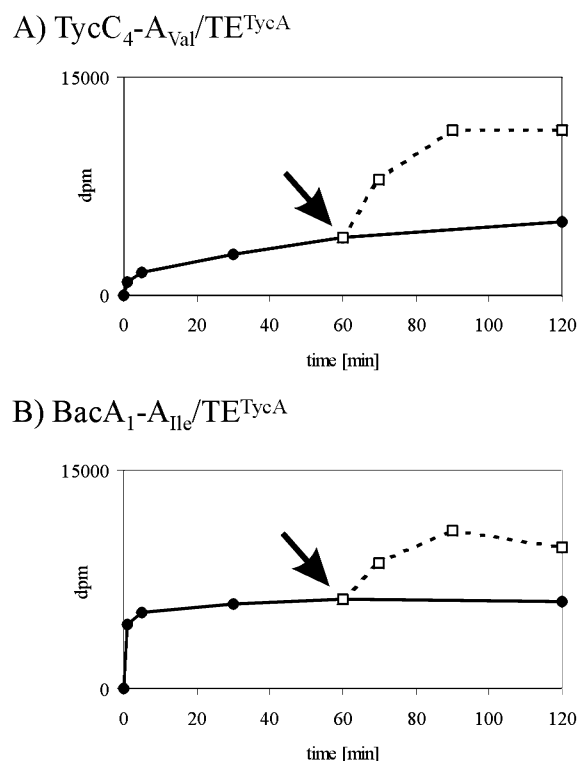 A) TycC4-AVal/TETycA
15000
dpm
0
0 20 40 60 80 100 120
time [min]
B) BacA1-AIle/TETycA
15000
dpm
0
0 20 40 60 80 100 120
time [min]